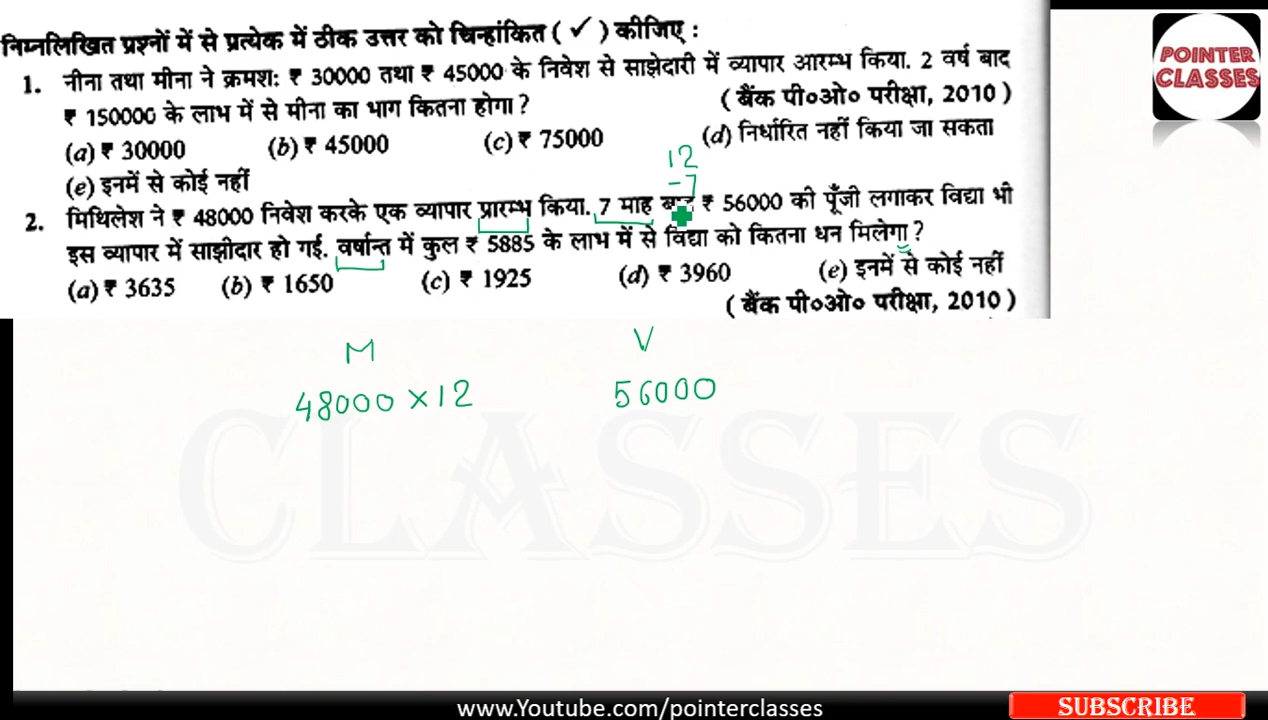 निम्नलिखित प्रश्नों में से प्रत्येक में ठीक उत्तर को चिन्हांकित ( ✓ ) कीजिए :
1. नीना तथा मीना ने क्रमशः ₹ 30000 तथा ₹ 45000 के निवेश से साझेदारी में व्यापार आरम्भ किया. 2 वर्ष बाद
₹ 150000 के लाभ में से मीना का भाग कितना होगा ? ( बैंक पी०ओ० परीक्षा, 2010 )
(a) ₹ 30000 (b) ₹ 45000 (c) ₹ 75000 (d) निर्धारित नहीं किया जा सकता
(e) इनमें से कोई नहीं
12
-7
2. मिथिलेश ने ₹ 48000 निवेश करके एक व्यापार प्रारम्भ किया. 7 माह ₹ 56000 की पूँजी लगाकर विद्या भी
इस व्यापार में साझीदार हो गई. वर्षान्त में कुल ₹ 5885 के लाभ में से विद्या को कितना धन मिलेगा ?
(a) ₹ 3635 (b) ₹ 1650 (c) ₹ 1925 (d) ₹ 3960 (e) इनमें से कोई नहीं
( बैंक पी०ओ० परीक्षा, 2010 )
M V
48000 × 12 56000
CLASSES
POINTER
CLASSES
www.Youtube.com/pointerclasses
SUBSCRIBE